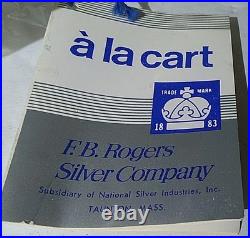 à la cart
TRADE MARK
18 83
F.B. Rogers
Silver Company
Subsidiary of National Silver Industries, Inc.
TAUNTON, MASS.